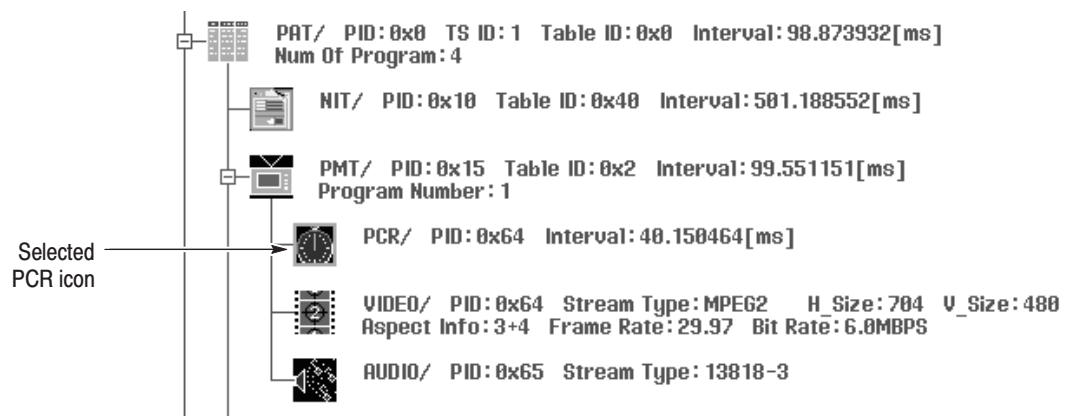 PAT/ PID:0x0 TS ID:1 Table ID:0x0 Interval:98.873932[ms]
Num Of Program:4
NIT/ PID:0x10 Table ID:0x40 Interval:501.188552[ms]
PMT/ PID:0x15 Table ID:0x2 Interval:99.551151[ms]
Program Number:1
Selected
PCR icon
PCR/ PID:0x64 Interval:40.150464[ms]
2
VIDEO/ PID:0x64 Stream Type:MPEG2 H_Size:704 V_Size:480
Aspect Info:3+4 Frame Rate:29.97 Bit Rate:6.0MBPS
AUDIO/ PID:0x65 Stream Type:13818-3